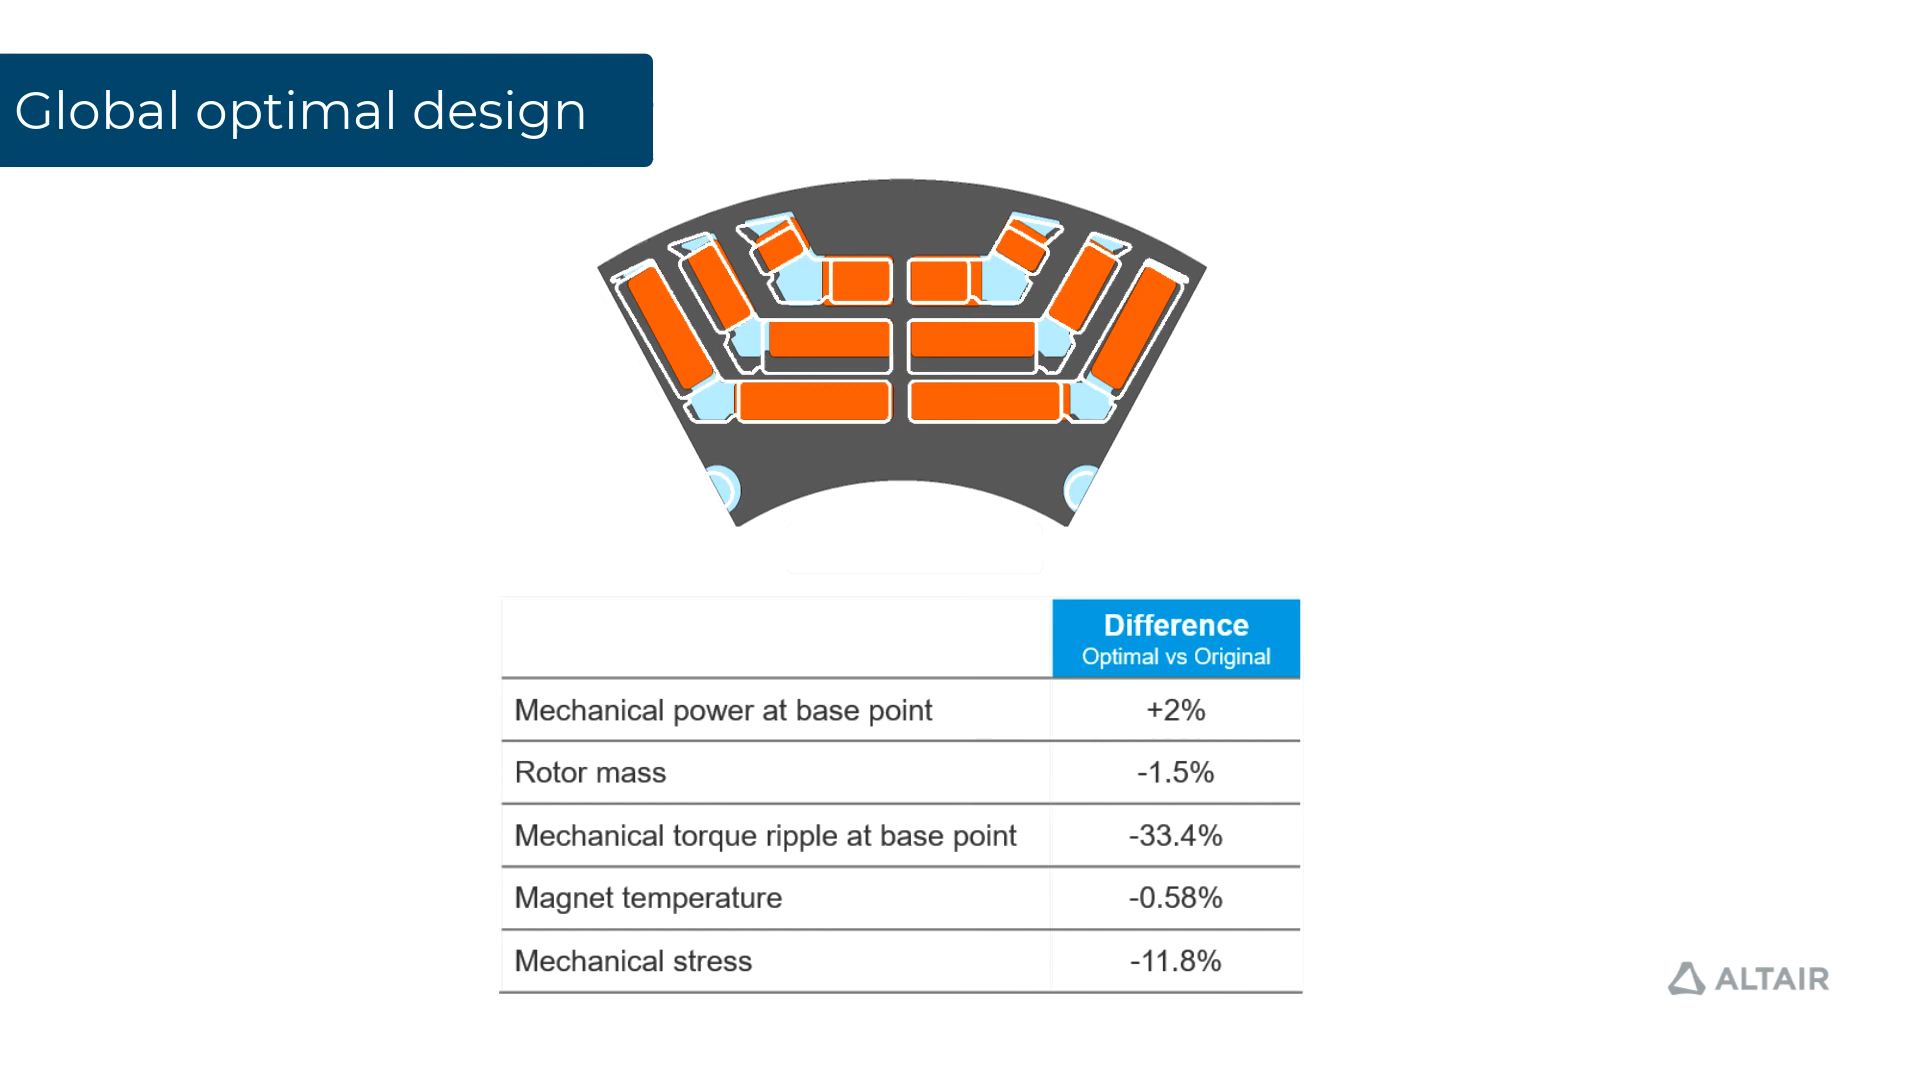 Global optimal design
Difference
Optimal vs Original
Mechanical power at base point +2%
Rotor mass -1.5%
Mechanical torque ripple at base point -33.4%
Magnet temperature -0.58%
Mechanical stress -11.8%
ALTAIR